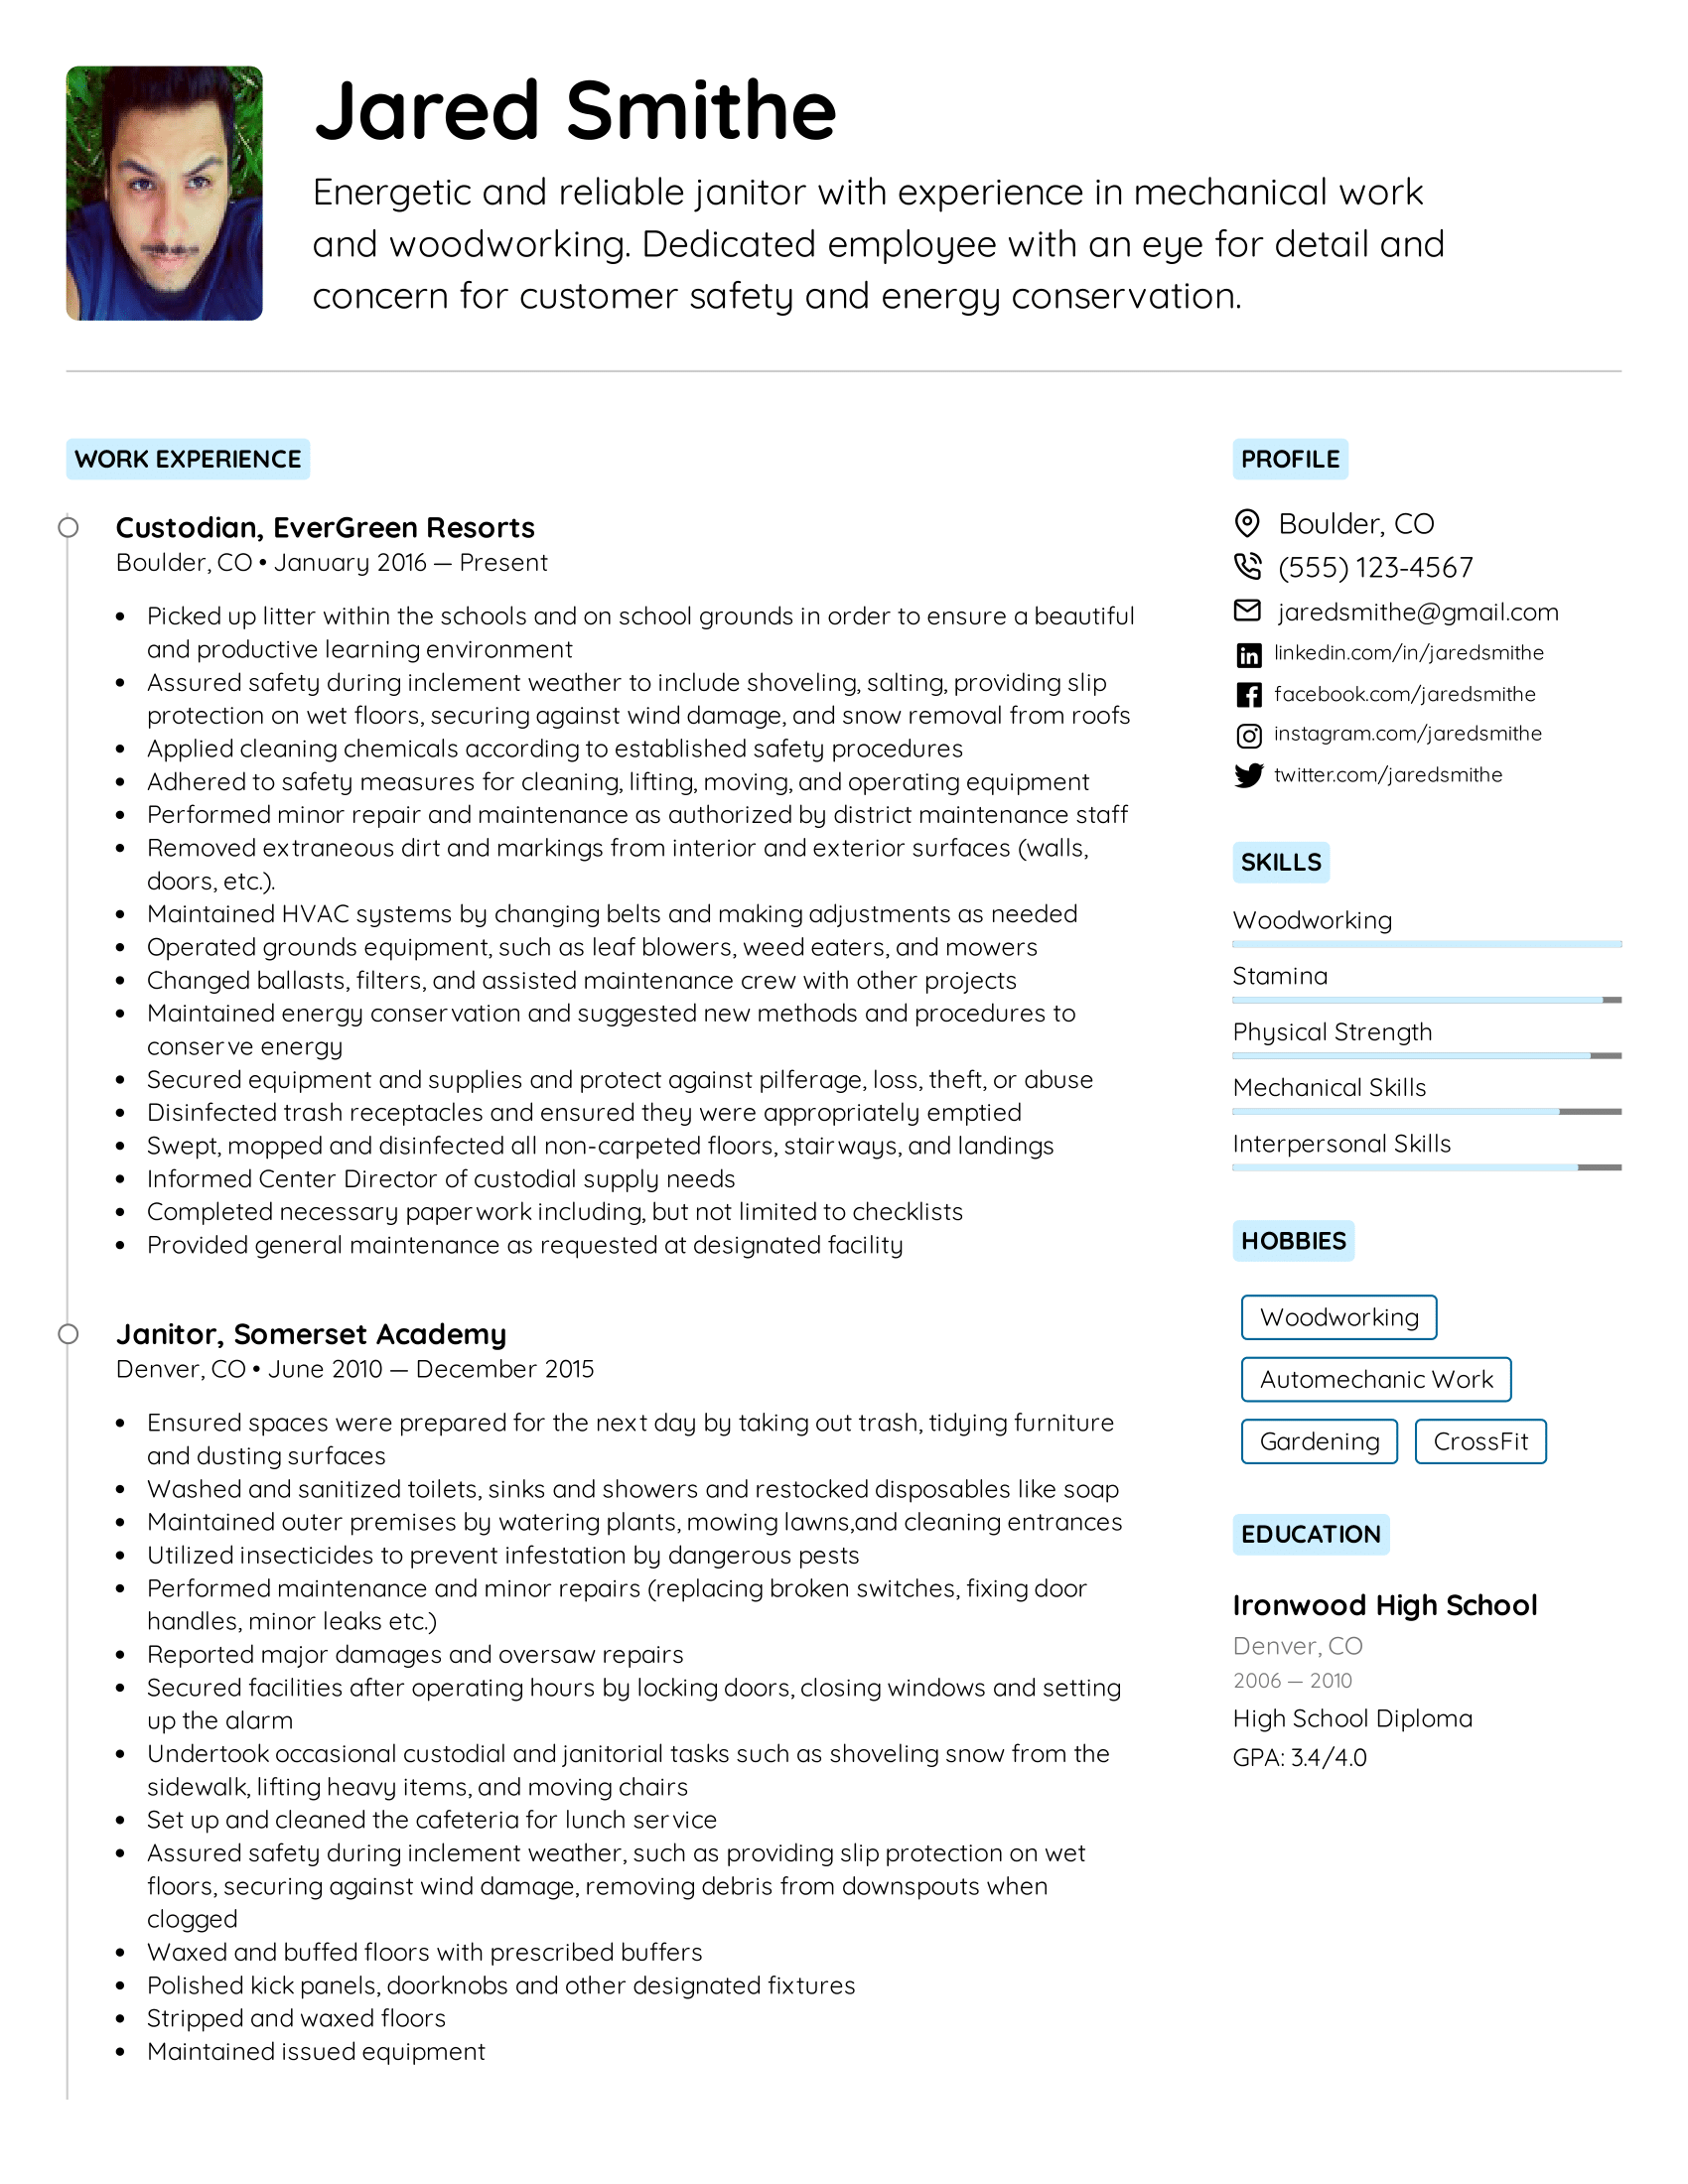 Jared Smithe
Energetic and reliable janitor with experience in mechanical work
and woodworking. Dedicated employee with an eye for detail and
concern for customer safety and energy conservation.
WORK EXPERIENCE
Custodian, EverGreen Resorts
Boulder, CO • January 2016 — Present
• Picked up litter within the schools and on school grounds in order to ensure a beautiful
and productive learning environment
• Assured safety during inclement weather to include shoveling, salting, providing slip
protection on wet floors, securing against wind damage, and snow removal from roofs
• Applied cleaning chemicals according to established safety procedures
• Adhered to safety measures for cleaning, lifting, moving, and operating equipment
• Performed minor repair and maintenance as authorized by district maintenance staff
• Removed extraneous dirt and markings from interior and exterior surfaces (walls,
doors, etc.).
• Maintained HVAC systems by changing belts and making adjustments as needed
• Operated grounds equipment, such as leaf blowers, weed eaters, and mowers
• Changed ballasts, filters, and assisted maintenance crew with other projects
• Maintained energy conservation and suggested new methods and procedures to
conserve energy
• Secured equipment and supplies and protect against pilferage, loss, theft, or abuse
• Disinfected trash receptacles and ensured they were appropriately emptied
• Swept, mopped and disinfected all non-carpeted floors, stairways, and landings
• Informed Center Director of custodial supply needs
• Completed necessary paperwork including, but not limited to checklists
• Provided general maintenance as requested at designated facility
Janitor, Somerset Academy
Denver, CO • June 2010 — December 2015
• Ensured spaces were prepared for the next day by taking out trash, tidying furniture
and dusting surfaces
• Washed and sanitized toilets, sinks and showers and restocked disposables like soap
• Maintained outer premises by watering plants, mowing lawns,and cleaning entrances
• Utilized insecticides to prevent infestation by dangerous pests
• Performed maintenance and minor repairs (replacing broken switches, fixing door
handles, minor leaks etc.)
• Reported major damages and oversaw repairs
• Secured facilities after operating hours by locking doors, closing windows and setting
up the alarm
• Undertook occasional custodial and janitorial tasks such as shoveling snow from the
sidewalk, lifting heavy items, and moving chairs
• Set up and cleaned the cafeteria for lunch service
• Assured safety during inclement weather, such as providing slip protection on wet
floors, securing against wind damage, removing debris from downspouts when
clogged
• Waxed and buffed floors with prescribed buffers
• Polished kick panels, doorknobs and other designated fixtures
• Stripped and waxed floors
• Maintained issued equipment
PROFILE
Boulder, CO
(555) 123-4567
jaredsmithe@gmail.com
linkedin.com/in/jaredsmithe
facebook.com/jaredsmithe
instagram.com/jaredsmithe
twitter.com/jaredsmithe
SKILLS
Woodworking
Stamina
Physical Strength
Mechanical Skills
Interpersonal Skills
HOBBIES
Woodworking
Automechanic Work
Gardening CrossFit
EDUCATION
Ironwood High School
Denver, CO
2006 — 2010
High School Diploma
GPA: 3.4/4.0